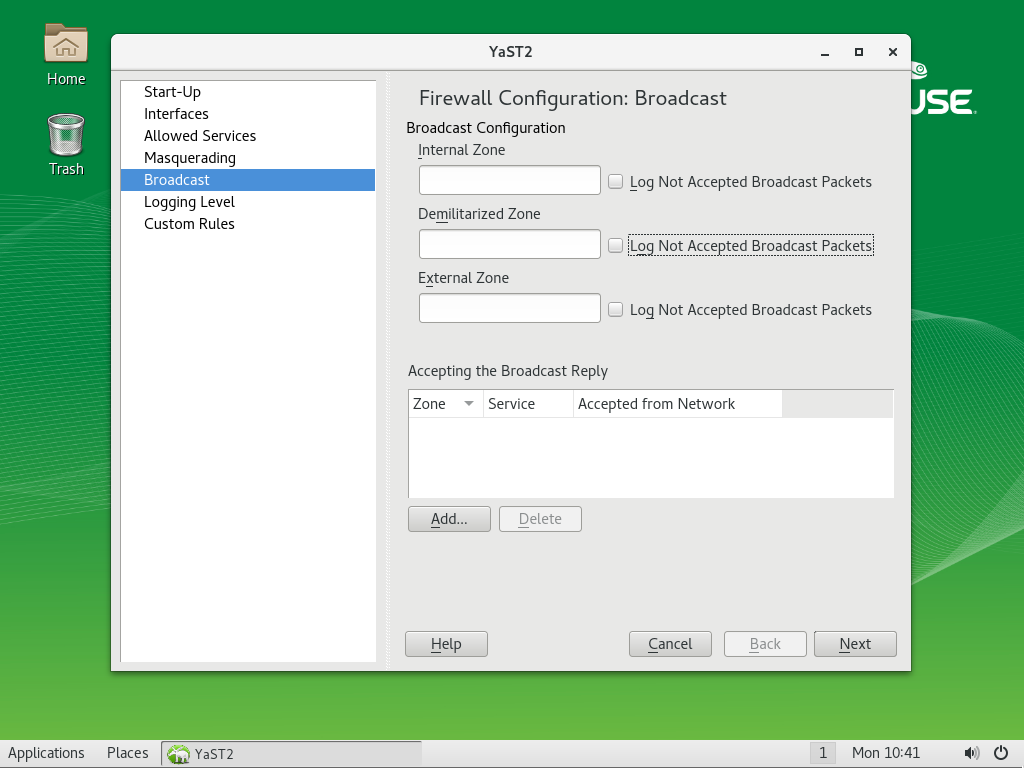 YaST2
Home
Trash
USE
Start-Up
Interfaces
Allowed Services
Masquerading
Broadcast
Logging Level
Custom Rules
Firewall Configuration: Broadcast
Broadcast Configuration
Internal Zone
Log Not Accepted Broadcast Packets
Demilitarized Zone
Log Not Accepted Broadcast Packets
External Zone
Log Not Accepted Broadcast Packets
Accepting the Broadcast Reply
Zone Service Accepted from Network
Add... Delete
Help Cancel Back Next
Applications Places YaST2 1 Mon 10:41